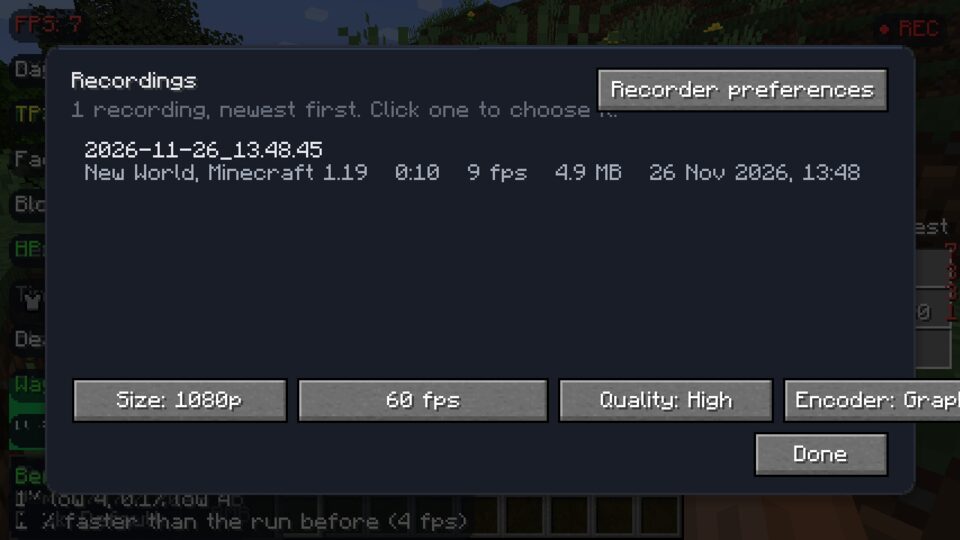 FPS: 7
REC
Recordings
Recorder preferences
1 recording, newest first. Click one to choose it.
2026-11-26_13.48.45
New World, Minecraft 1.19 0:10 9 fps 4.9 MB 26 Nov 2026, 13:48
Size: 1080p
60 fps
Quality: High
Encoder: Grap
Done
faster than the run before (4 fps)